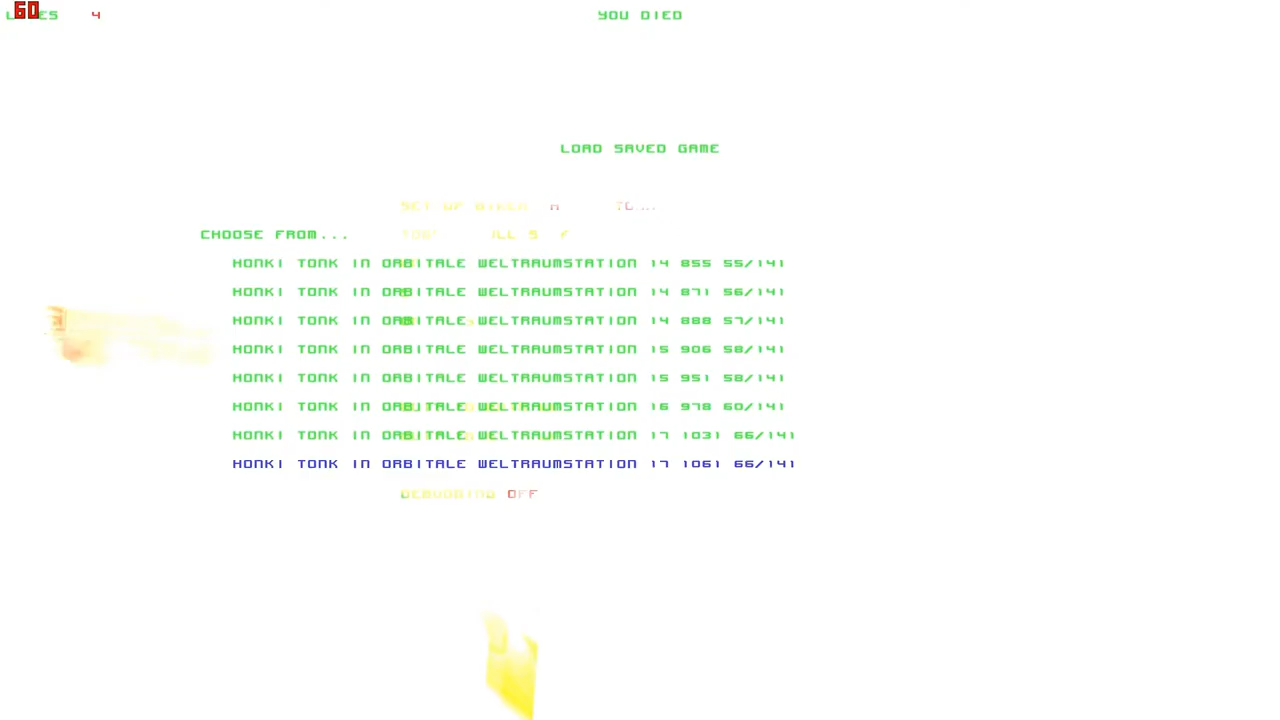 60
4
YOU DIED
LOAD SAVED GAME
SET UP
CHOOSE FROM...
HONKI TONK IN ORBITALE WELTRAUMSTATION 14 855 55/141
HONKI TONK IN ORBITALE WELTRAUMSTATION 14 871 56/141
HONKI TONK IN ORBITALE WELTRAUMSTATION 14 888 57/141
HONKI TONK IN ORBITALE WELTRAUMSTATION 15 906 58/141
HONKI TONK IN ORBITALE WELTRAUMSTATION 15 951 58/141
HONKI TONK IN ORBITALE WELTRAUMSTATION 16 978 60/141
HONKI TONK IN ORBITALE WELTRAUMSTATION 17 1031 66/141
HONKI TONK IN ORBITALE WELTRAUMSTATION 17 1061 66/141
DEBUGGING OFF